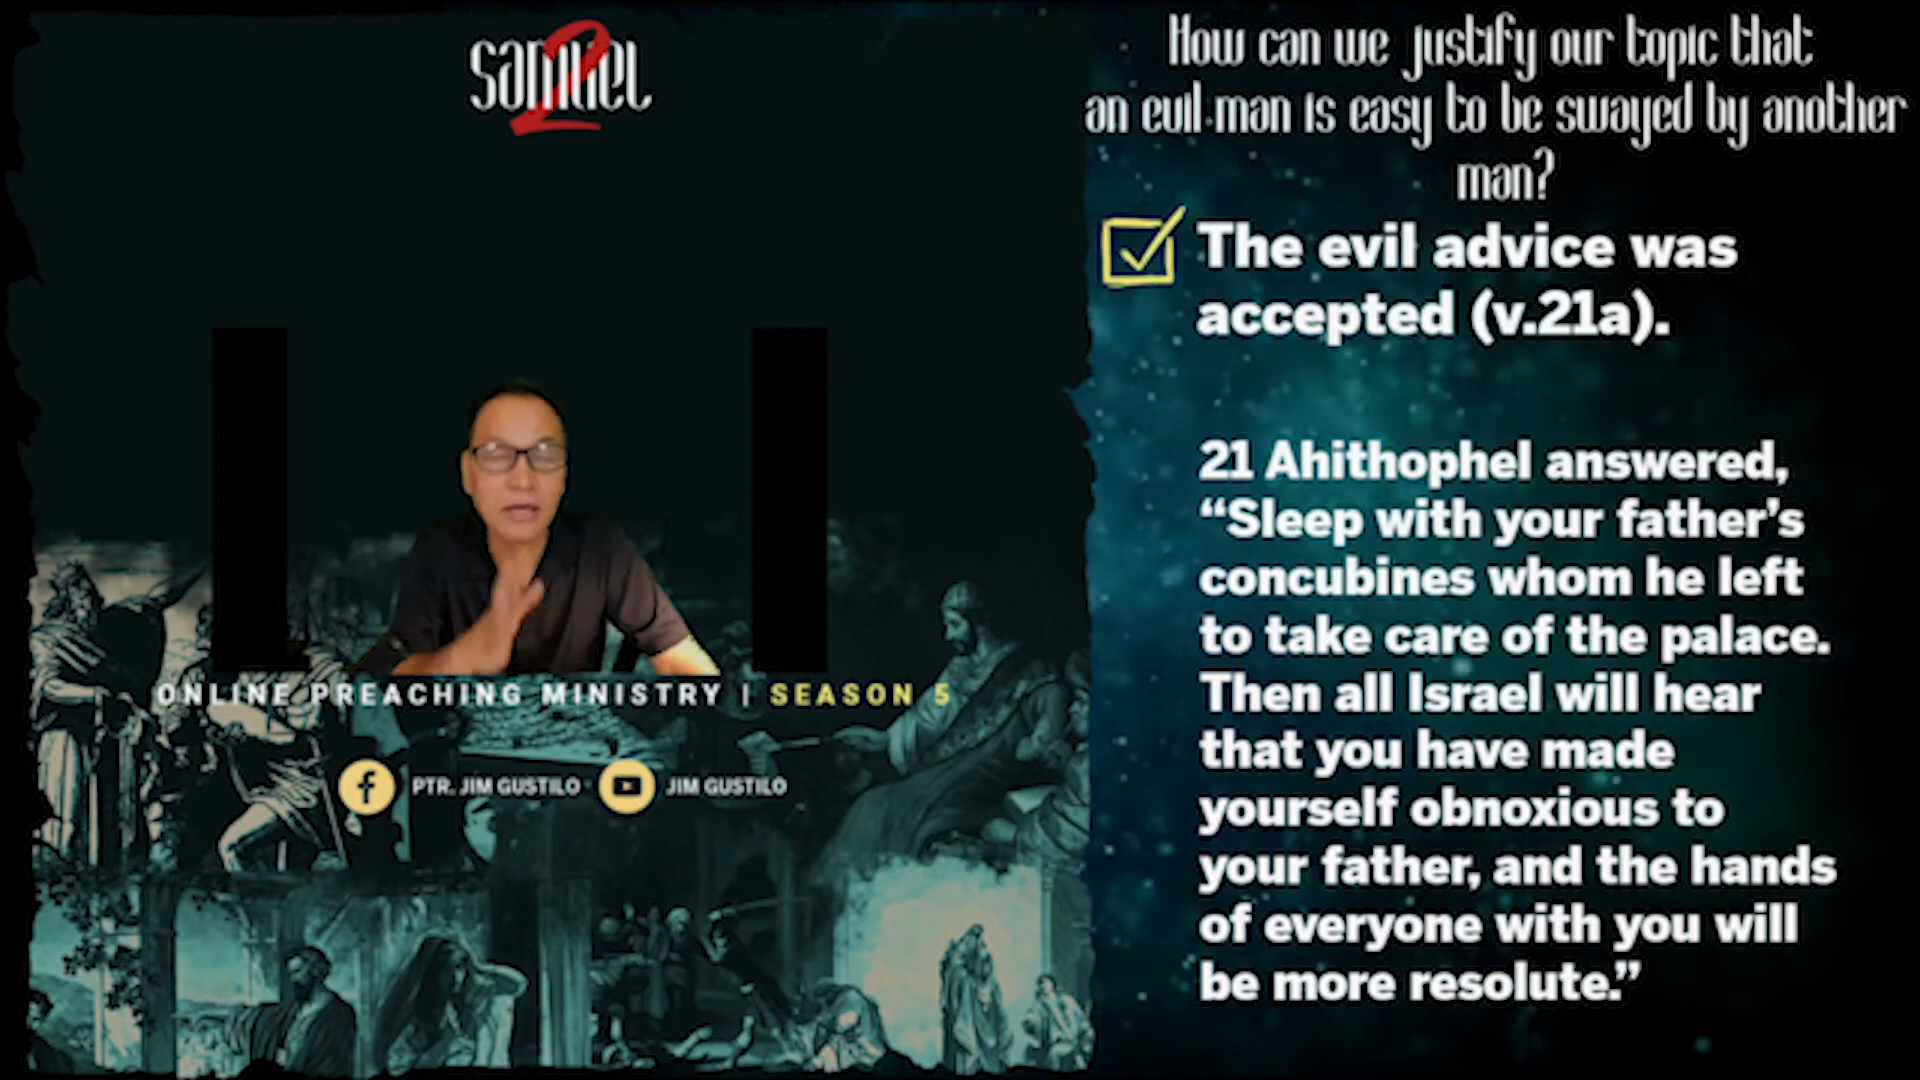 Samuel
2
How can we justify our topic that
an evil man is easy to be swayed by another
man?
The evil advice was
accepted (v.21a).
21 Ahithophel answered,
“Sleep with your father’s
concubines whom he left
to take care of the palace.
Then all Israel will hear
that you have made
yourself obnoxious to
your father, and the hands
of everyone with you will
be more resolute.”
ONLINE PREACHING MINISTRY | SEASON 5
PTR. JIM GUSTILO
JIM GUSTILO